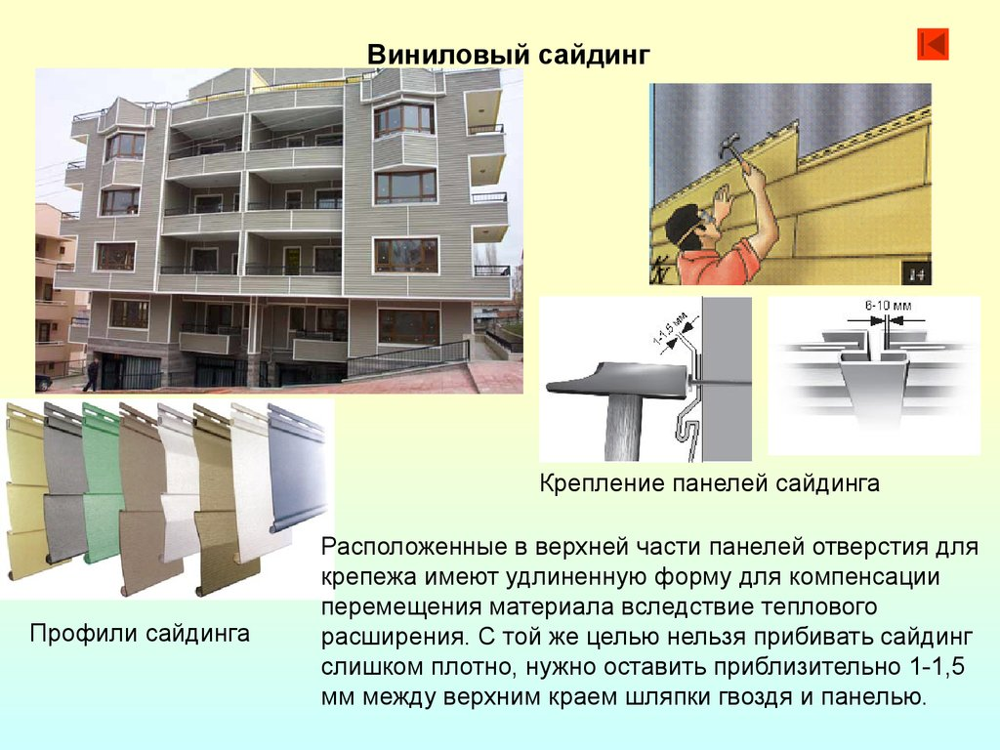 Виниловый сайдинг
14
1-1,5 мм
6-10 мм
Крепление панелей сайдинга
Профили сайдинга
Расположенные в верхней части панелей отверстия для
крепежа имеют удлиненную форму для компенсации
перемещения материала вследствие теплового
расширения. С той же целью нельзя прибивать сайдинг
слишком плотно, нужно оставить приблизительно 1-1,5
мм между верхним краем шляпки гвоздя и панелью.